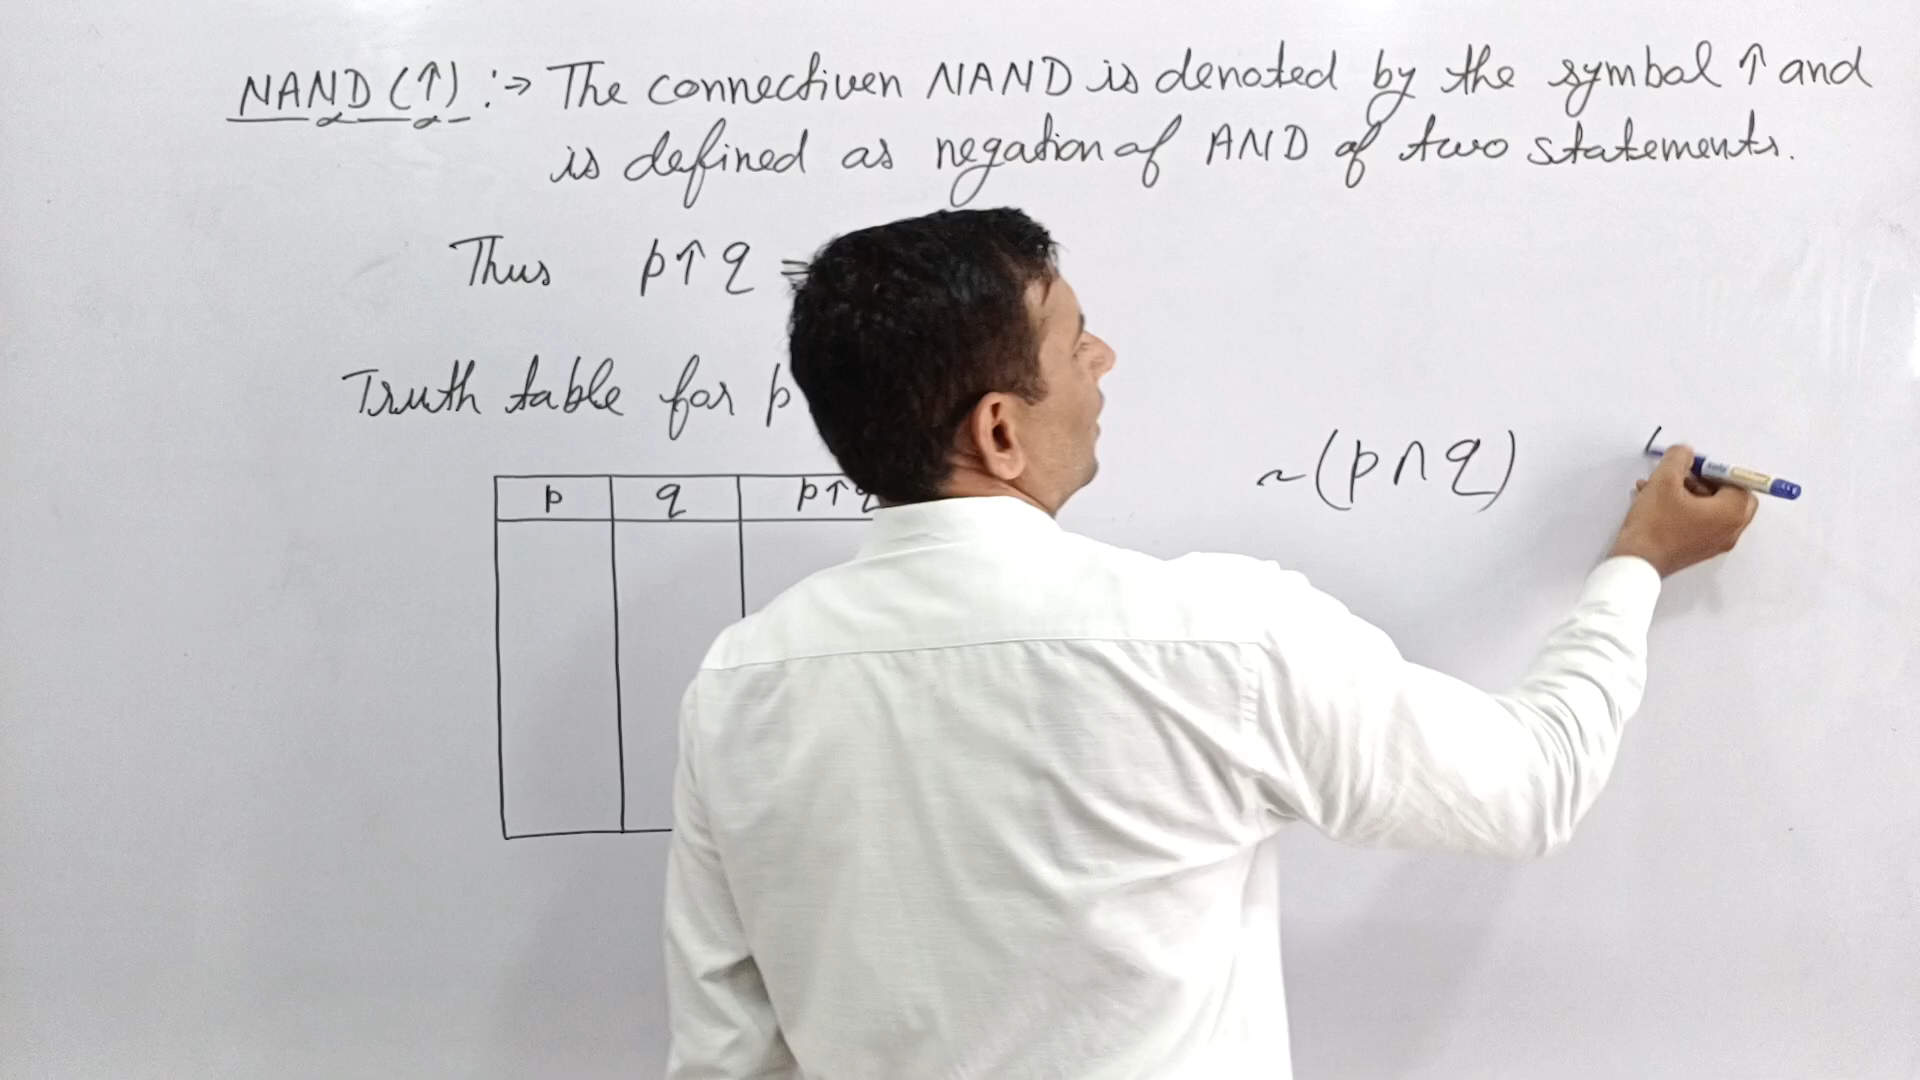 NAND (↑) :→ The connectiven NAND is denoted by the symbol ↑ and
is defined as negation of AND of two statements.
Thus p↑q =
Truth table for p
~(p∧q)
p q p↑q